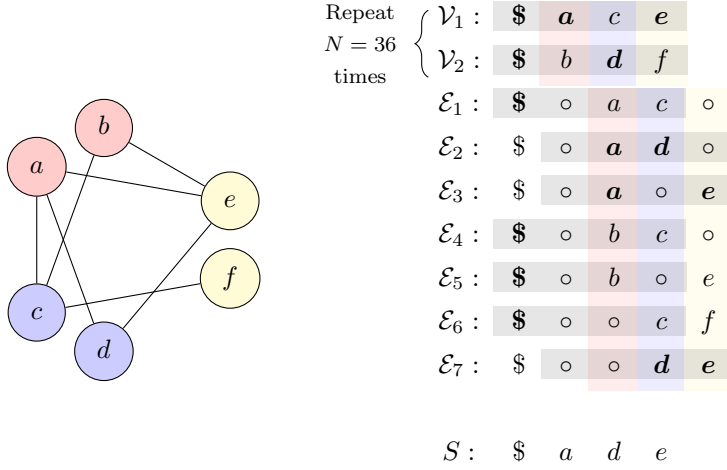 Repeat
N = 36
times
𝒱₁ : $ a c e
𝒱₂ : $ b d f
ℰ₁ : $ ∘ a c ∘
ℰ₂ : $ ∘ a d ∘
ℰ₃ : $ ∘ a ∘ e
ℰ₄ : $ ∘ b c ∘
ℰ₅ : $ ∘ b ∘ e
ℰ₆ : $ ∘ ∘ c f
ℰ₇ : $ ∘ ∘ d e
S : $ a d e
b
a
e
f
c
d